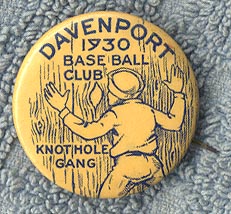 DAVENPORT
1930
BASE BALL
CLUB
KNOTHOLE
GANG